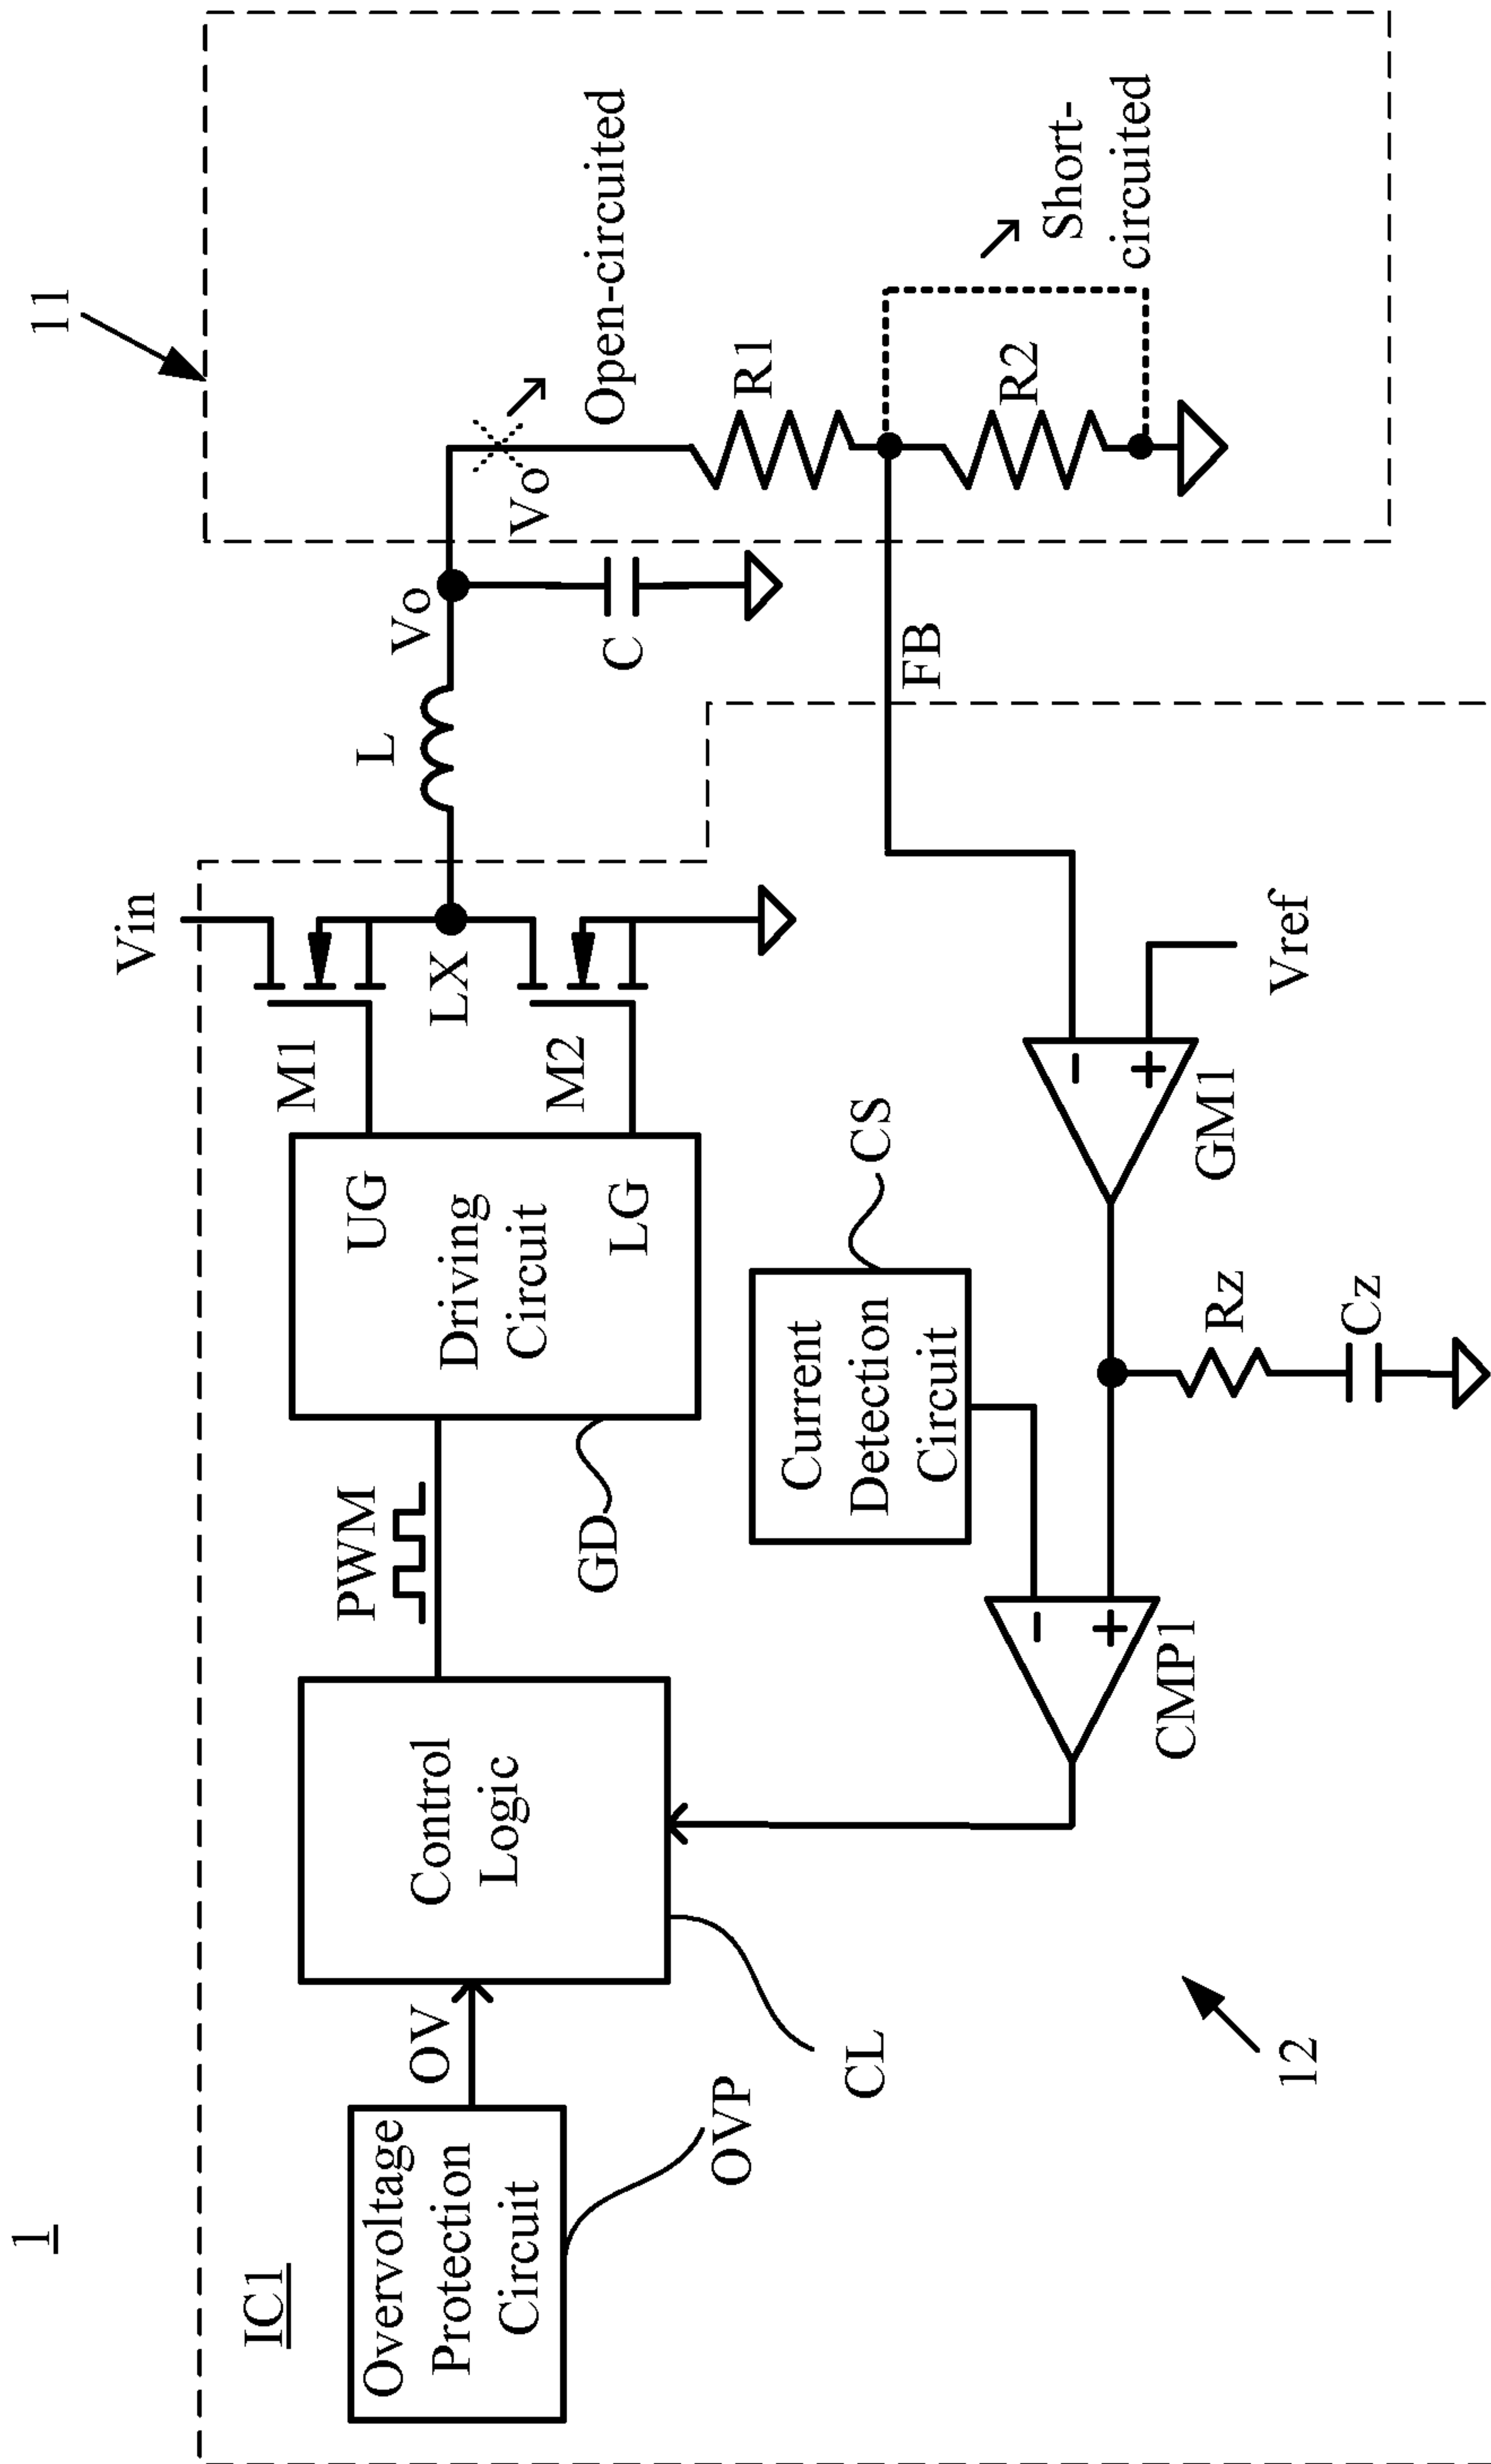 1
IC1
Overvoltage
Protection
Circuit
OVP
OV
Control
Logic
CL
PWM
GD
UG
Driving
Circuit
LG
M1
M2
Vin
LX
L
Vo
C
11
Vo
Open-circuited
R1
R2
Short-
circuited
FB
Vref
-
+
GM1
CS
Current
Detection
Circuit
Rz
Cz
-
+
CMP1
12